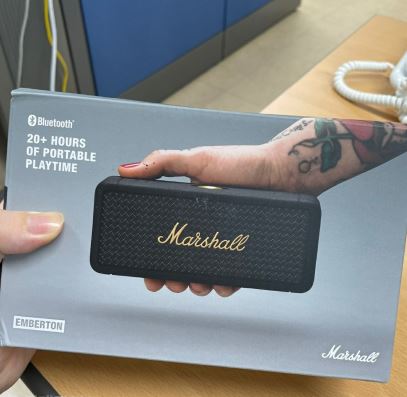 Bluetooth®
20+ HOURS
OF PORTABLE
PLAYTIME
Marshall
EMBERTON
Marshall